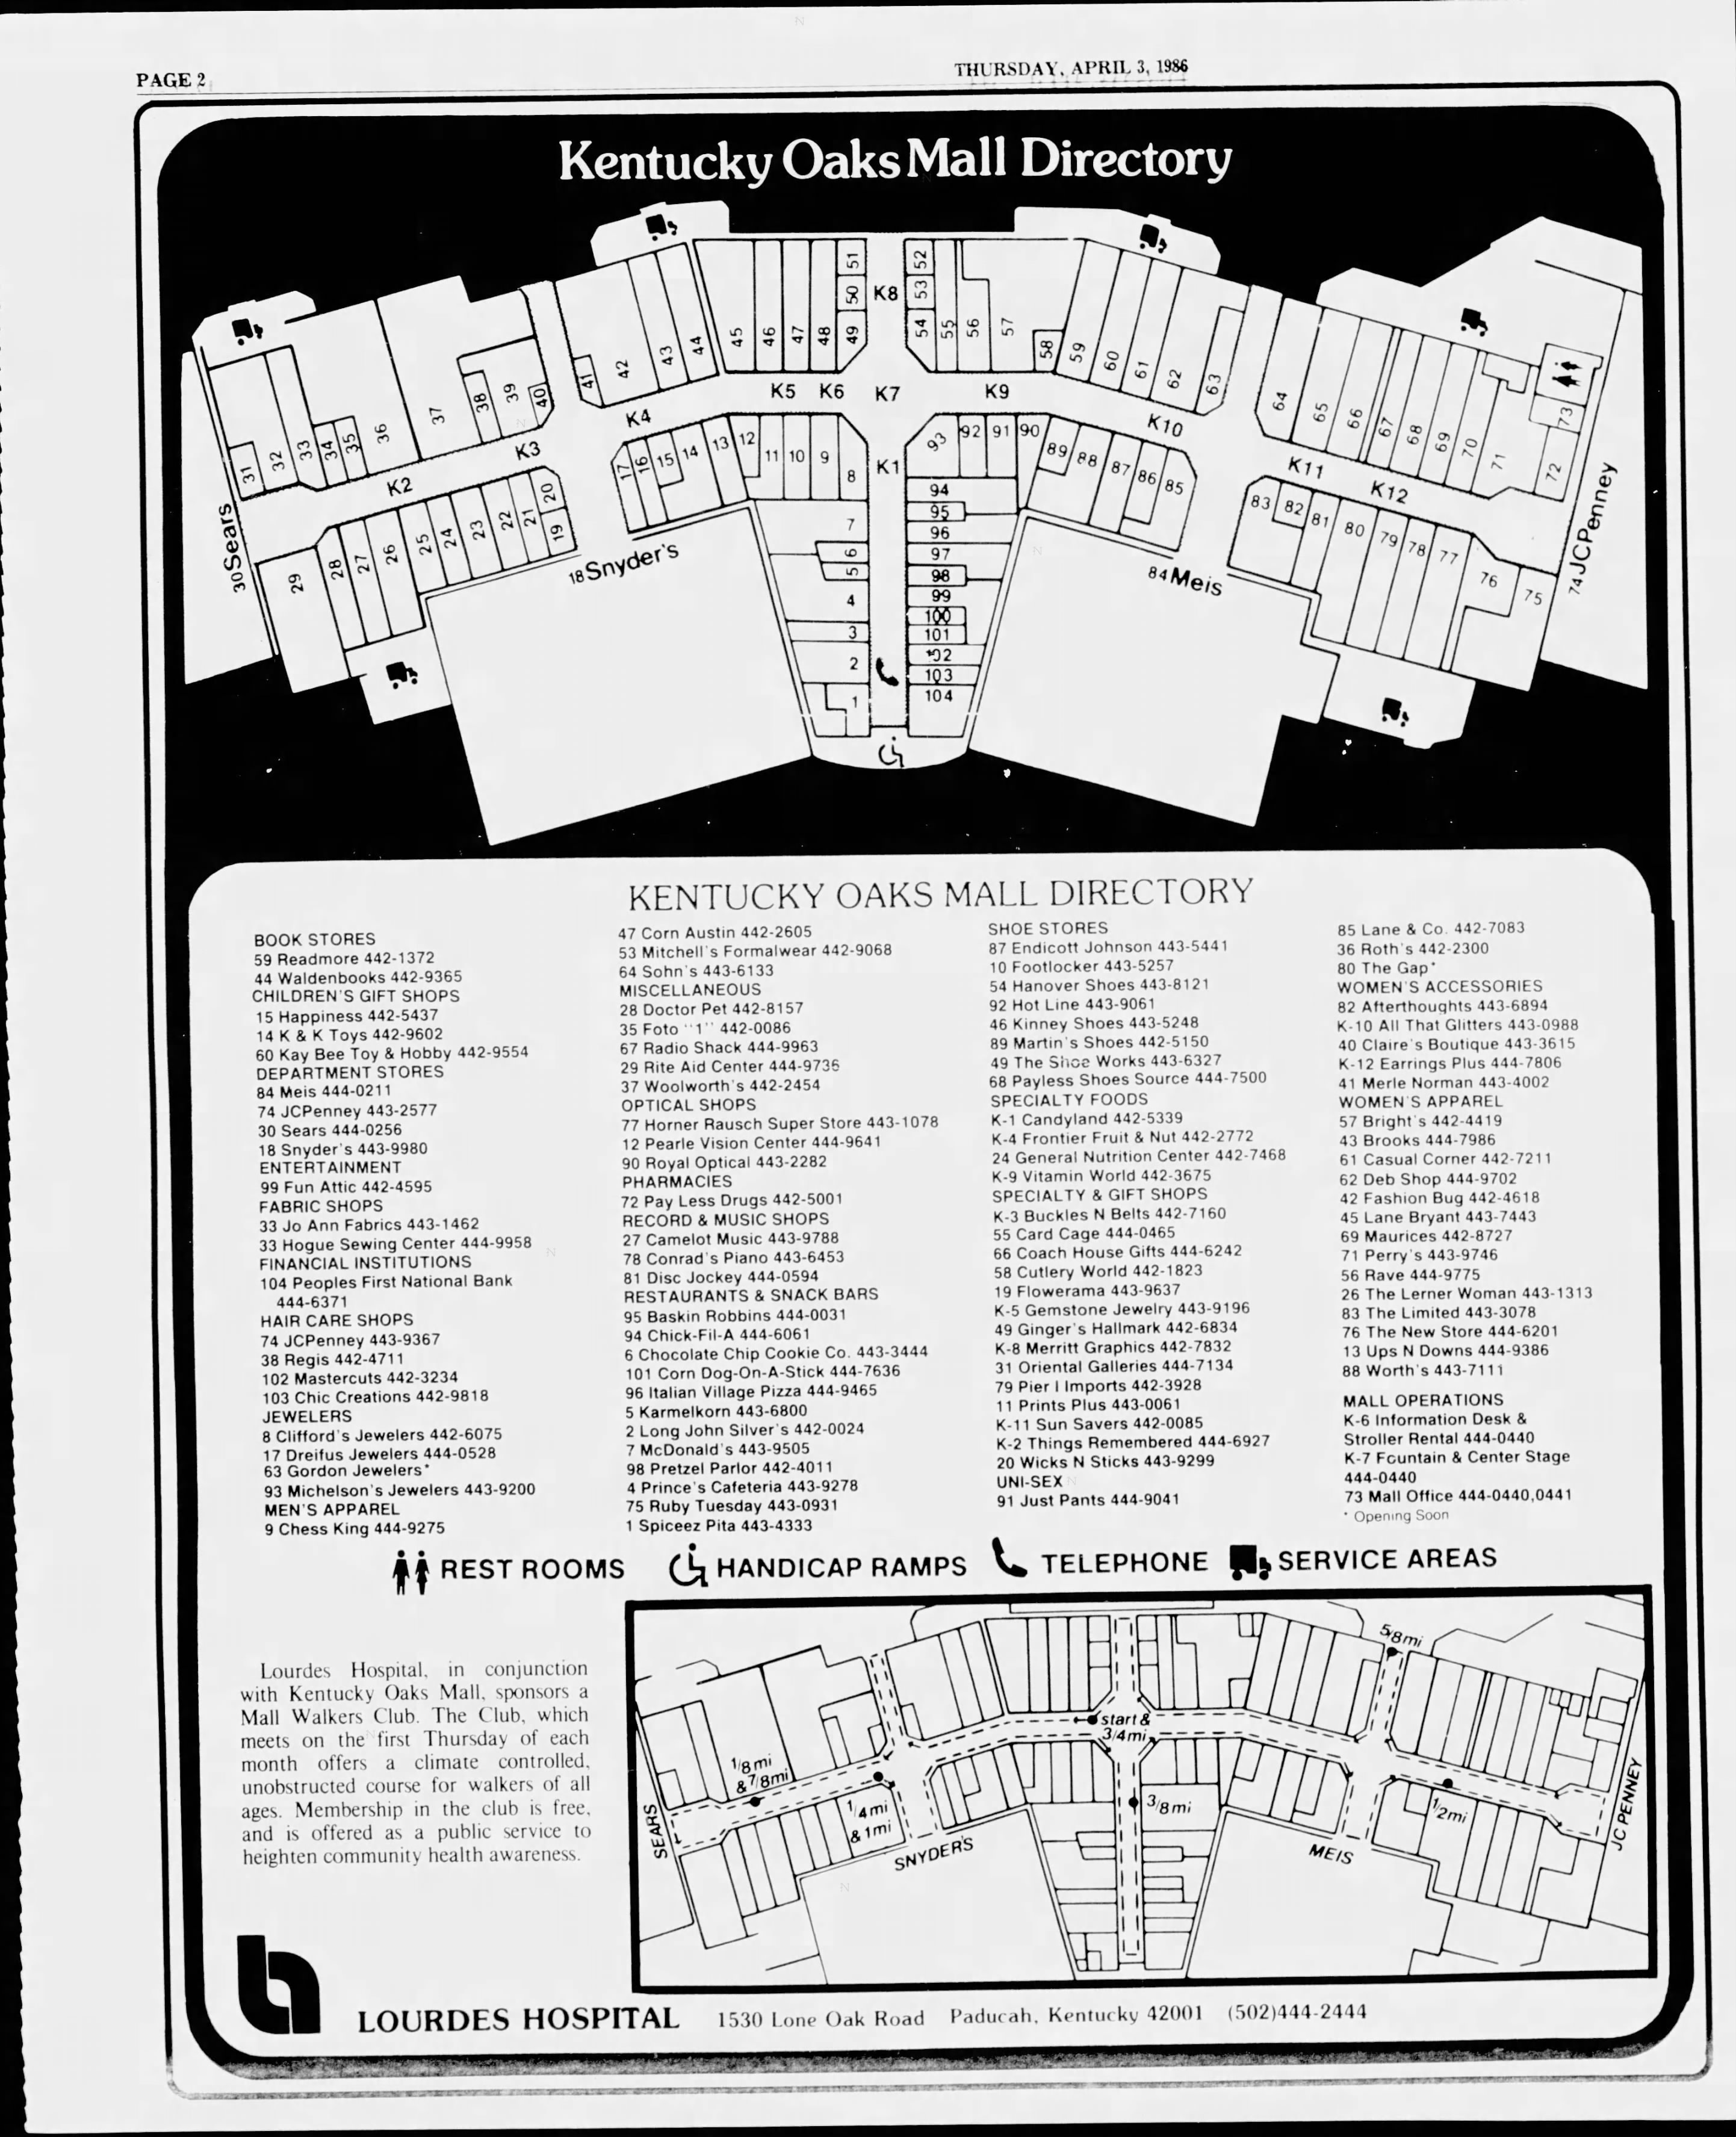 PAGE 2
THURSDAY, APRIL 3, 1986
Kentucky Oaks Mall Directory
51
50
49
K8
52
53
54
55
56
57
58
59
60
61
62
63
45
46
47
48
41
42
43
44
31
32
33
34
35
36
37
38
39
40
64
65
66
67
68
69
70
71
72
73
K5 K6 K7 K9
K4
K10
K3
K2
K11
K12
K1
17
16
15
14
13
12
11
10
9
8
7
6
5
4
3
2
1
93
92
91
90
89
88
87
86
85
94
95
96
97
98
99
100
101
102
103
104
83
82
81
80
79
78
77
76
75
29
28
27
26
25
24
23
22
21
20
19
30 Sears
18 Snyder's
84 Meis
74 JCPenney
KENTUCKY OAKS MALL DIRECTORY
BOOK STORES
59 Readmore 442-1372
44 Waldenbooks 442-9365
CHILDREN'S GIFT SHOPS
15 Happiness 442-5437
14 K & K Toys 442-9602
60 Kay Bee Toy & Hobby 442-9554
DEPARTMENT STORES
84 Meis 444-0211
74 JCPenney 443-2577
30 Sears 444-0256
18 Snyder's 443-9980
ENTERTAINMENT
99 Fun Attic 442-4595
FABRIC SHOPS
33 Jo Ann Fabrics 443-1462
33 Hogue Sewing Center 444-9958
FINANCIAL INSTITUTIONS
104 Peoples First National Bank
444-6371
HAIR CARE SHOPS
74 JCPenney 443-9367
38 Regis 442-4711
102 Mastercuts 442-3234
103 Chic Creations 442-9818
JEWELERS
8 Clifford's Jewelers 442-6075
17 Dreifus Jewelers 444-0528
63 Gordon Jewelers*
93 Michelson's Jewelers 443-9200
MEN'S APPAREL
9 Chess King 444-9275
47 Corn Austin 442-2605
53 Mitchell's Formalwear 442-9068
64 Sohn's 443-6133
MISCELLANEOUS
28 Doctor Pet 442-8157
35 Foto "1" 442-0086
67 Radio Shack 444-9963
29 Rite Aid Center 444-9736
37 Woolworth's 442-2454
OPTICAL SHOPS
77 Horner Rausch Super Store 443-1078
12 Pearle Vision Center 444-9641
90 Royal Optical 443-2282
PHARMACIES
72 Pay Less Drugs 442-5001
RECORD & MUSIC SHOPS
27 Camelot Music 443-9788
78 Conrad's Piano 443-6453
81 Disc Jockey 444-0594
RESTAURANTS & SNACK BARS
95 Baskin Robbins 444-0031
94 Chick-Fil-A 444-6061
6 Chocolate Chip Cookie Co. 443-3444
101 Corn Dog-On-A-Stick 444-7636
96 Italian Village Pizza 444-9465
5 Karmelkorn 443-6800
2 Long John Silver's 442-0024
7 McDonald's 443-9505
98 Pretzel Parlor 442-4011
4 Prince's Cafeteria 443-9278
75 Ruby Tuesday 443-0931
1 Spiceez Pita 443-4333
SHOE STORES
87 Endicott Johnson 443-5441
10 Footlocker 443-5257
54 Hanover Shoes 443-8121
92 Hot Line 443-9061
46 Kinney Shoes 443-5248
89 Martin's Shoes 442-5150
49 The Shoe Works 443-6327
68 Payless Shoes Source 444-7500
SPECIALTY FOODS
K-1 Candyland 442-5339
K-4 Frontier Fruit & Nut 442-2772
24 General Nutrition Center 442-7468
K-9 Vitamin World 442-3675
SPECIALTY & GIFT SHOPS
K-3 Buckles N Belts 442-7160
55 Card Cage 444-0465
66 Coach House Gifts 444-6242
58 Cutlery World 442-1823
19 Flowerama 443-9637
K-5 Gemstone Jewelry 443-9196
49 Ginger's Hallmark 442-6834
K-8 Merritt Graphics 442-7832
31 Oriental Galleries 444-7134
79 Pier I Imports 442-3928
11 Prints Plus 443-0061
K-11 Sun Savers 442-0085
K-2 Things Remembered 444-6927
20 Wicks N Sticks 443-9299
UNI-SEX
91 Just Pants 444-9041
85 Lane & Co. 442-7083
36 Roth's 442-2300
80 The Gap*
WOMEN'S ACCESSORIES
82 Afterthoughts 443-6894
K-10 All That Glitters 443-0988
40 Claire's Boutique 443-3615
K-12 Earrings Plus 444-7806
41 Merle Norman 443-4002
WOMEN'S APPAREL
57 Bright's 442-4419
43 Brooks 444-7986
61 Casual Corner 442-7211
62 Deb Shop 444-9702
42 Fashion Bug 442-4618
45 Lane Bryant 443-7443
69 Maurices 442-8727
71 Perry's 443-9746
56 Rave 444-9775
26 The Lerner Woman 443-1313
83 The Limited 443-3078
76 The New Store 444-6201
13 Ups N Downs 444-9386
88 Worth's 443-7111
MALL OPERATIONS
K-6 Information Desk &
Stroller Rental 444-0440
K-7 Fountain & Center Stage
444-0440
73 Mall Office 444-0440,0441
* Opening Soon
REST ROOMS HANDICAP RAMPS TELEPHONE SERVICE AREAS
Lourdes Hospital, in conjunction
with Kentucky Oaks Mall, sponsors a
Mall Walkers Club. The Club, which
meets on the first Thursday of each
month offers a climate controlled,
unobstructed course for walkers of all
ages. Membership in the club is free,
and is offered as a public service to
heighten community health awareness.
5/8mi
start &
3/4mi
1/8mi
& 7/8mi
1/4mi
& 1mi
3/8mi
1/2mi
SEARS
SNYDER'S
MEIS
JC PENNEY
LOURDES HOSPITAL 1530 Lone Oak Road Paducah, Kentucky 42001 (502)444-2444